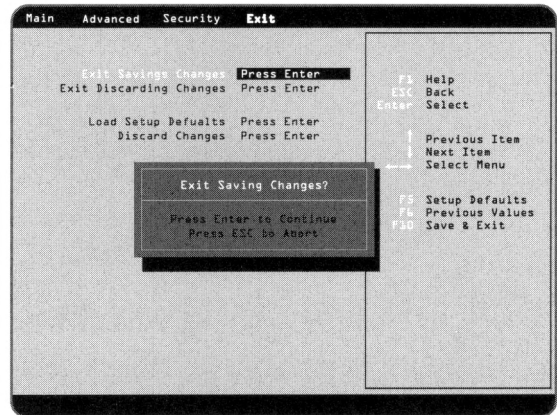 Main Advanced Security Exit
Exit Savings Changes Press Enter
Exit Discarding Changes Press Enter
Load Setup Defualts Press Enter
Discard Changes Press Enter
Exit Saving Changes?
Press Enter to Continue
Press ESC to Abort
F1 Help
ESC Back
Enter Select
↑ Previous Item
↓ Next Item
←→ Select Menu
F5 Setup Defaults
F6 Previous Values
F10 Save & Exit